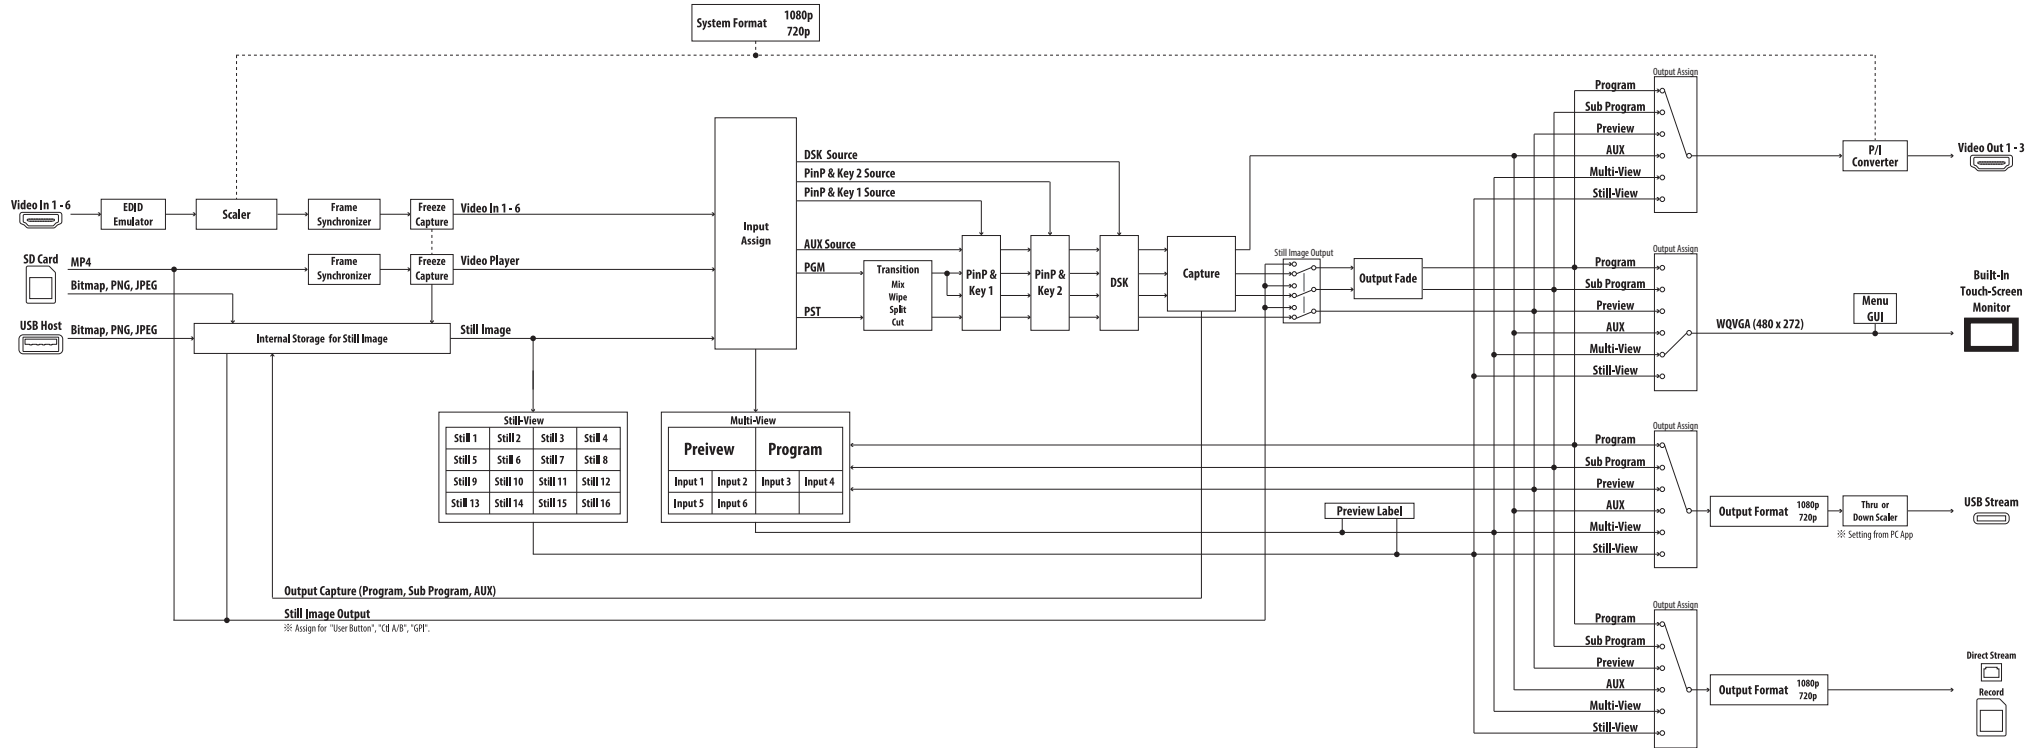 System Format 1080p
720p
Output Assign
Program
Sub Program
Preview
AUX
Multi-View
Still-View
P/I
Converter
Video Out 1 - 3
Video In 1 - 6
EDID
Emulator
Scaler
Frame
Synchronizer
Freeze
Capture
Video In 1 - 6
SD Card
MP4
Bitmap, PNG, JPEG
Frame
Synchronizer
Freeze
Capture
Video Player
USB Host
Bitmap, PNG, JPEG
Internal Storage for Still Image
Still Image
Input
Assign
DSK Source
PinP & Key 2 Source
PinP & Key 1 Source
AUX Source
PGM
PST
Transition
Mix
Wipe
Split
Cut
PinP &
Key 1
PinP &
Key 2
DSK
Capture
Still Image Output
Output Fade
Output Assign
Program
Sub Program
Preview
AUX
Multi-View
Still-View
WQVGA (480 x 272)
Menu
GUI
Built-In
Touch-Screen
Monitor
Still-View
Still 1 Still 2 Still 3 Still 4
Still 5 Still 6 Still 7 Still 8
Still 9 Still 10 Still 11 Still 12
Still 13 Still 14 Still 15 Still 16
Multi-View
Preivew Program
Input 1 Input 2 Input 3 Input 4
Input 5 Input 6
Preview Label
Output Assign
Program
Sub Program
Preview
AUX
Multi-View
Still-View
Output Format 1080p
720p
Thru or
Down Scaler
※ Setting from PC App
USB Stream
Output Capture (Program, Sub Program, AUX)
Still Image Output
※ Assign for "User Button", "Ctl A/B", "GPI".
Output Assign
Program
Sub Program
Preview
AUX
Multi-View
Still-View
Output Format 1080p
720p
Direct Stream
Record